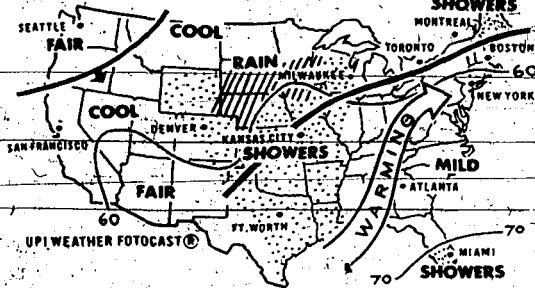 SHOWERS
MONTREAL
SEATTLE
COOL
FAIR
TORONTO
BOSTON
RAIN
MILWAUKEE
60
NEW YORK
COOL
DENVER
KANSAS CITY
SAN FRANCISCO
SHOWERS
WARMING
MILD
FAIR
ATLANTA
60
FT. WORTH
70
UPI WEATHER FOTOCAST ®
MIAMI
70
SHOWERS